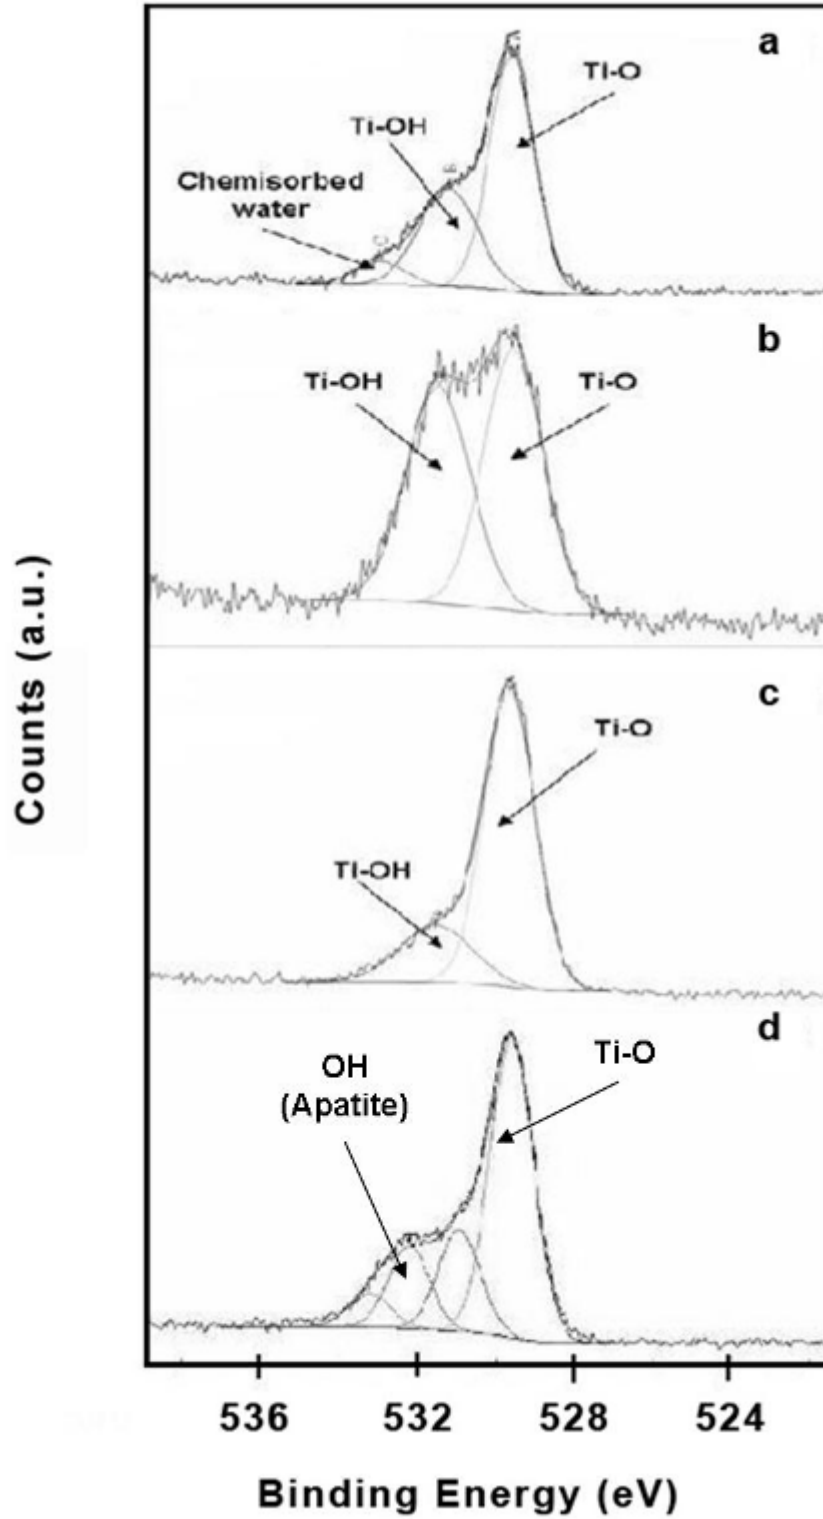 a
Ti-O
Ti-OH
B
Chemisorbed
water
C
b
Ti-OH
Ti-O
c
Ti-O
Ti-OH
d
OH
(Apatite)
Ti-O
Counts (a.u.)
536 532 528 524
Binding Energy (eV)